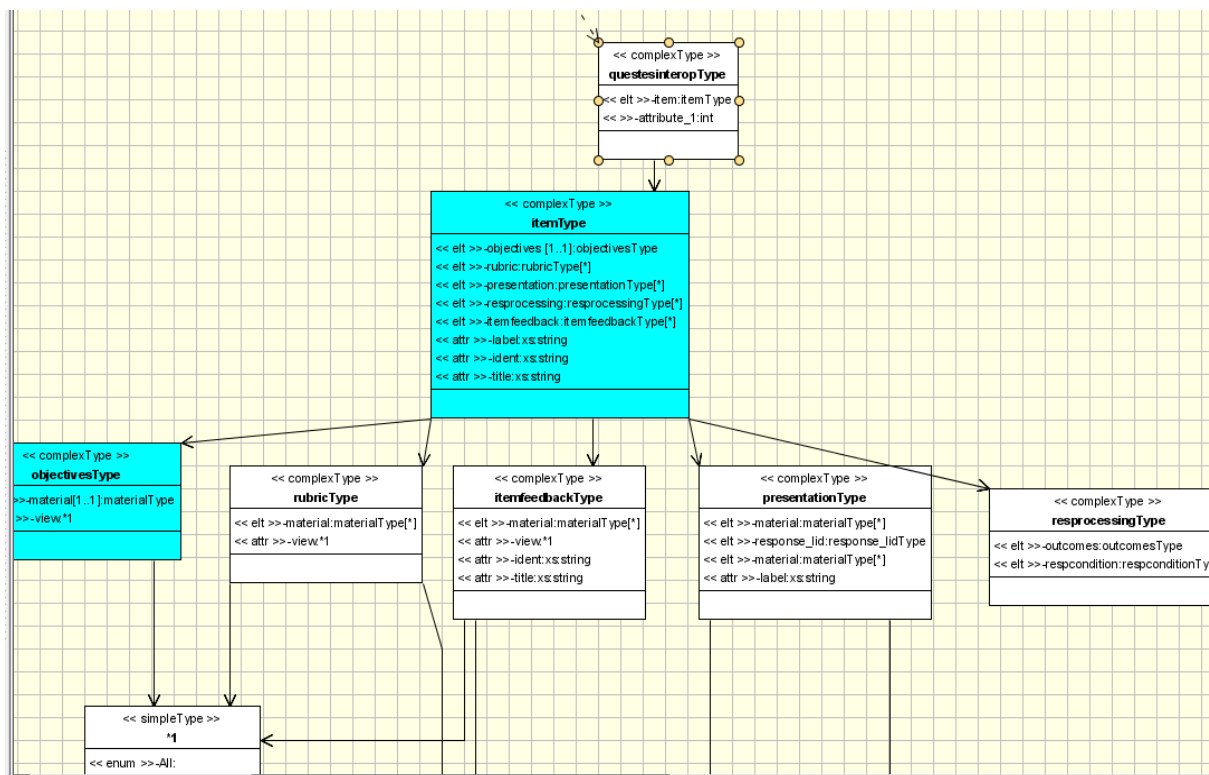 << complexType >>
questesinteropType
<< elt >>-item:itemType
<< >>-attribute_1:int
<< complexType >>
itemType
<< elt >>-objectives [1..1]:objectivesType
<< elt >>-rubric:rubricType[*]
<< elt >>-presentation:presentationType[*]
<< elt >>-resprocessing:resprocessingType[*]
<< elt >>-itemfeedback:itemfeedbackType[*]
<< attr >>-label:xs:string
<< attr >>-ident:xs:string
<< attr >>-title:xs:string
<< complexType >>
objectivesType
>>-material[1..1]:materialType
>>-view:*1
<< complexType >>
rubricType
<< elt >>-material:materialType[*]
<< attr >>-view:*1
<< complexType >>
itemfeedbackType
<< elt >>-material:materialType[*]
<< attr >>-view:*1
<< attr >>-ident:xs:string
<< attr >>-title:xs:string
<< complexType >>
presentationType
<< elt >>-material:materialType[*]
<< elt >>-response_lid:response_lidType
<< elt >>-material:materialType[*]
<< attr >>-label:xs:string
<< complexType >>
resprocessingType
<< elt >>-outcomes:outcomesType
<< elt >>-respcondition:respconditionTy
<< simpleType >>
*1
<< enum >>-All: